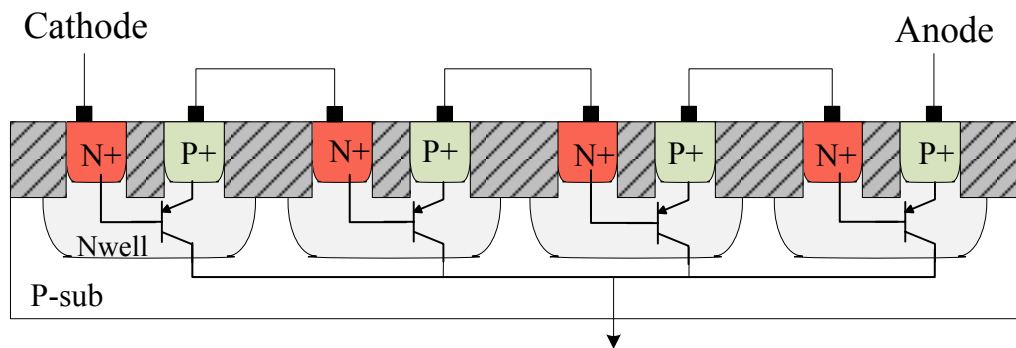 Cathode
Anode
N+
P+
N+
P+
N+
P+
N+
P+
Nwell
P-sub